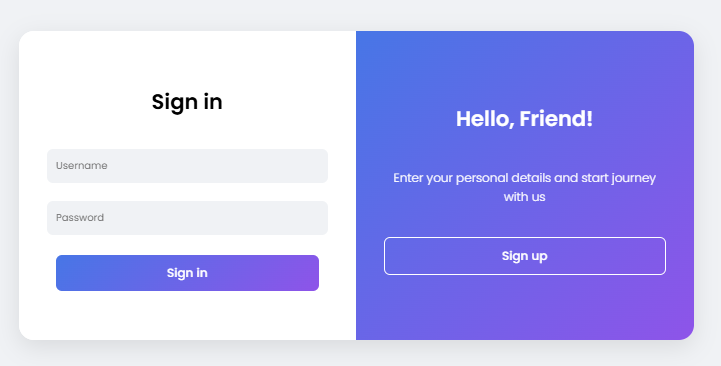 Sign in
Username
Password
Sign in
Hello, Friend!
Enter your personal details and start journey
with us
Sign up